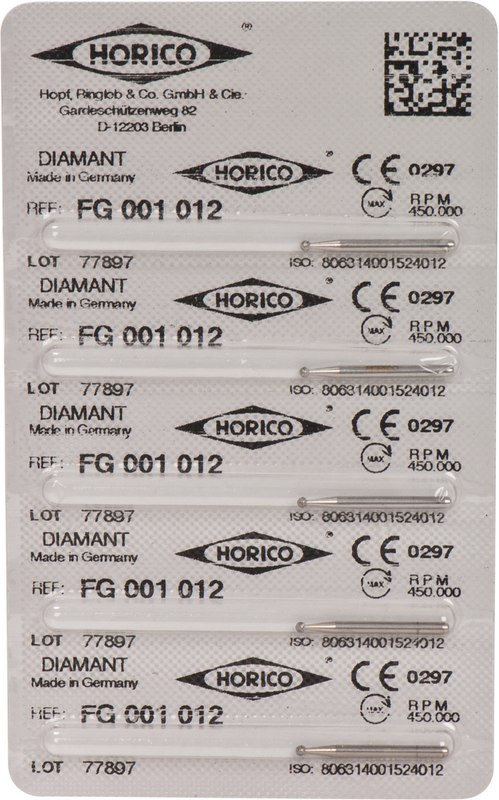 HORICO®
Hopf, Ringleb & Co. GmbH & Cie.
Gardeschützenweg 82
D-12203 Berlin
DIAMANT HORICO® CE 0297
Made in Germany
REF: FG 001 012 MAX RPM 450.000
LOT 77897 ISO: 806314001524012
DIAMANT HORICO® CE 0297
Made in Germany
REF: FG 001 012 MAX RPM 450.000
LOT 77897 ISO: 806314001524012
DIAMANT HORICO® CE 0297
Made in Germany
REF: FG 001 012 MAX RPM 450.000
LOT 77897 ISO: 806314001524012
DIAMANT HORICO® CE 0297
Made in Germany
REF: FG 001 012 MAX RPM 450.000
LOT 77897 ISO: 806314001524012
DIAMANT HORICO® CE 0297
Made in Germany
REF: FG 001 012 MAX RPM 450.000
LOT 77897 ISO: 806314001524012